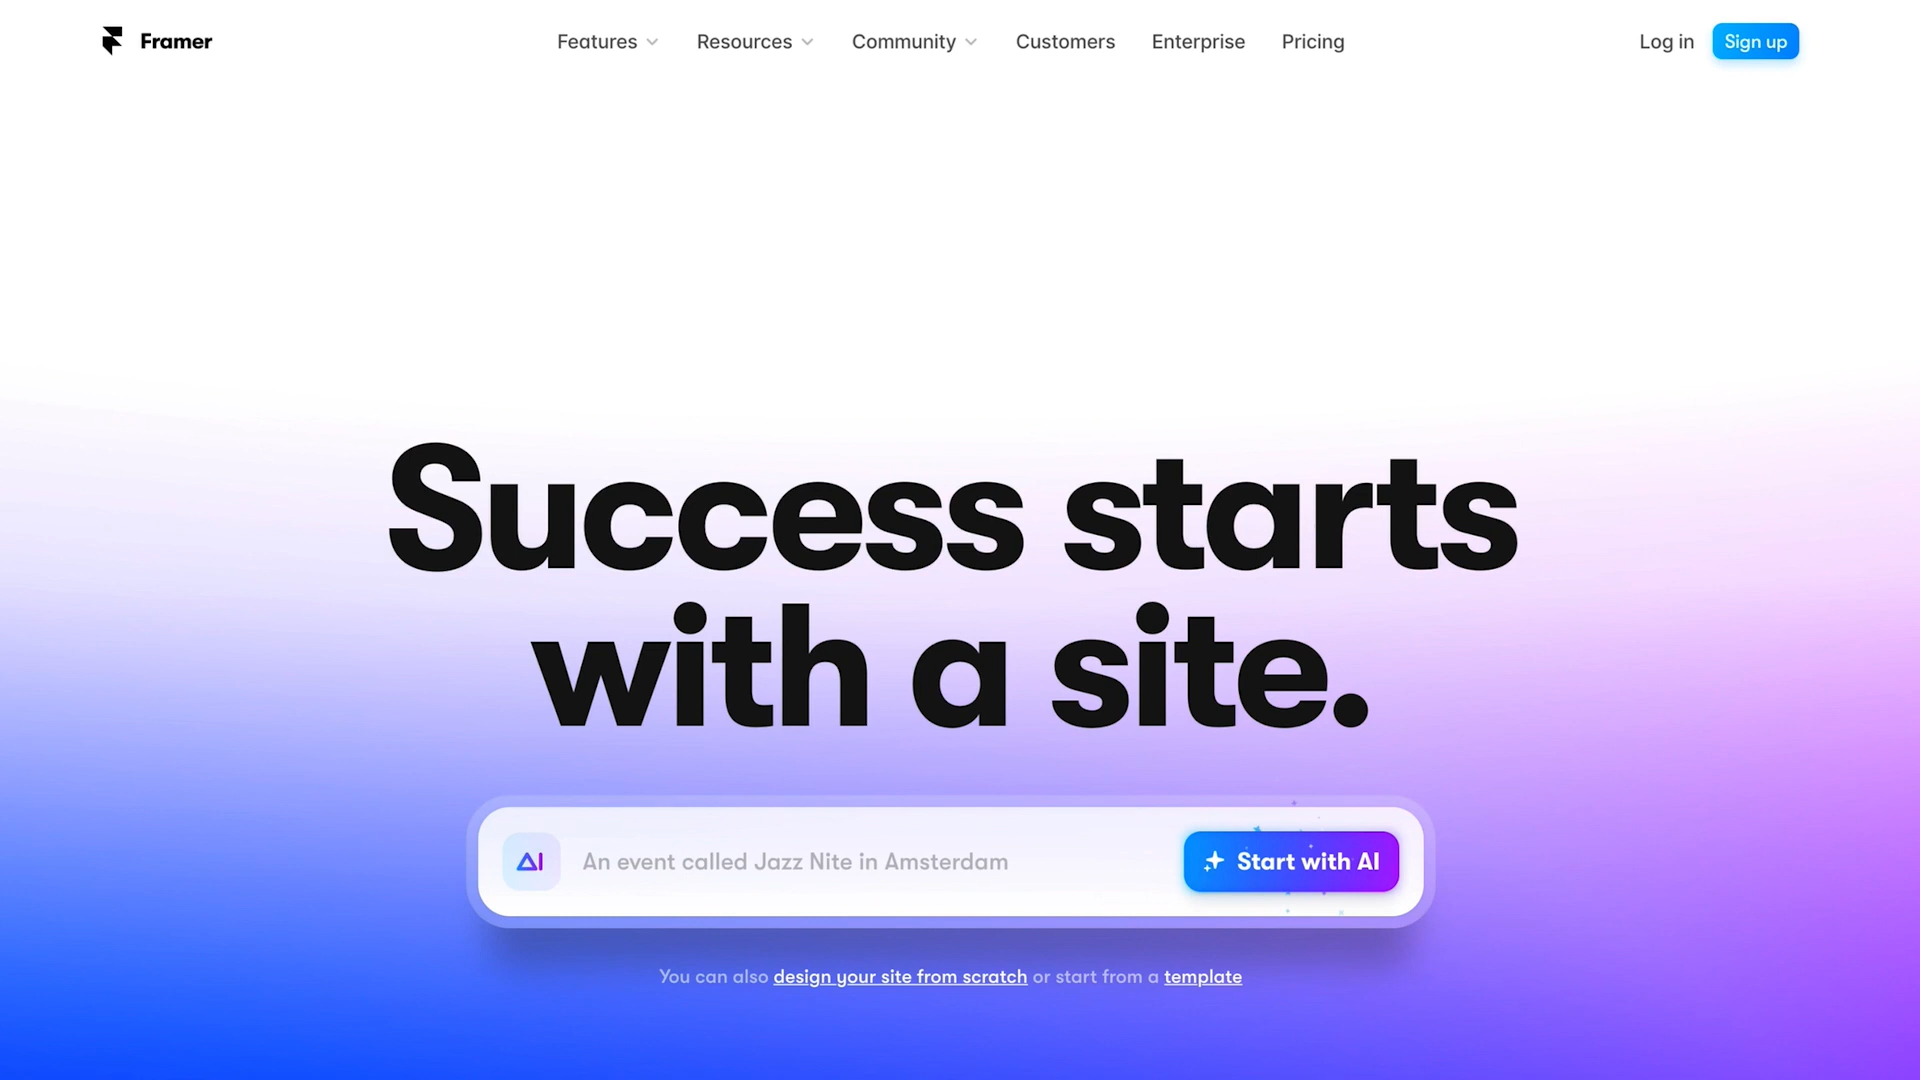 Framer
Features
Resources
Community
Customers
Enterprise
Pricing
Log in
Sign up
Success starts
with a site.
AI
An event called Jazz Nite in Amsterdam
Start with AI
You can also design your site from scratch or start from a template